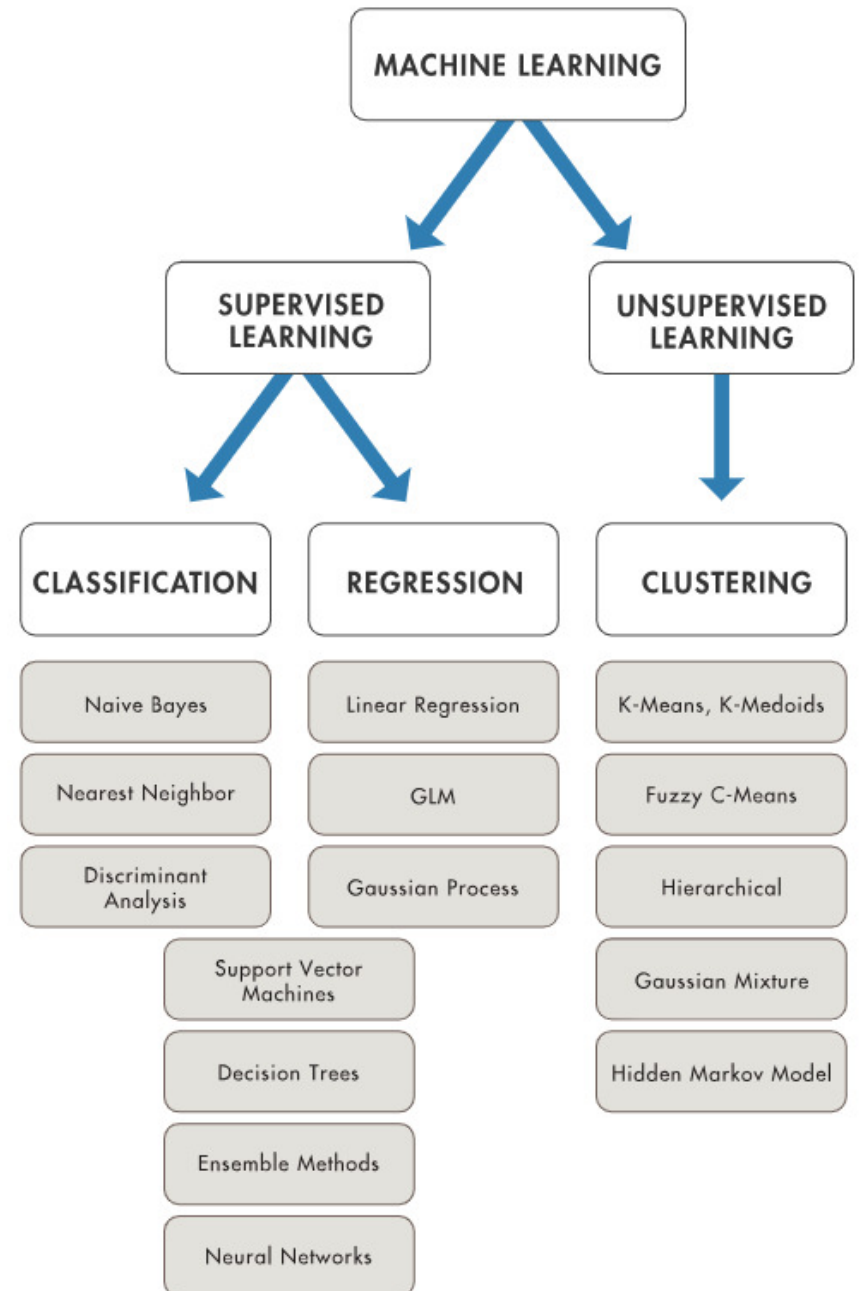 MACHINE LEARNING
SUPERVISED
LEARNING
UNSUPERVISED
LEARNING
CLASSIFICATION
REGRESSION
CLUSTERING
Naive Bayes
Linear Regression
K-Means, K-Medoids
Nearest Neighbor
GLM
Fuzzy C-Means
Discriminant
Analysis
Gaussian Process
Hierarchical
Support Vector
Machines
Gaussian Mixture
Decision Trees
Hidden Markov Model
Ensemble Methods
Neural Networks